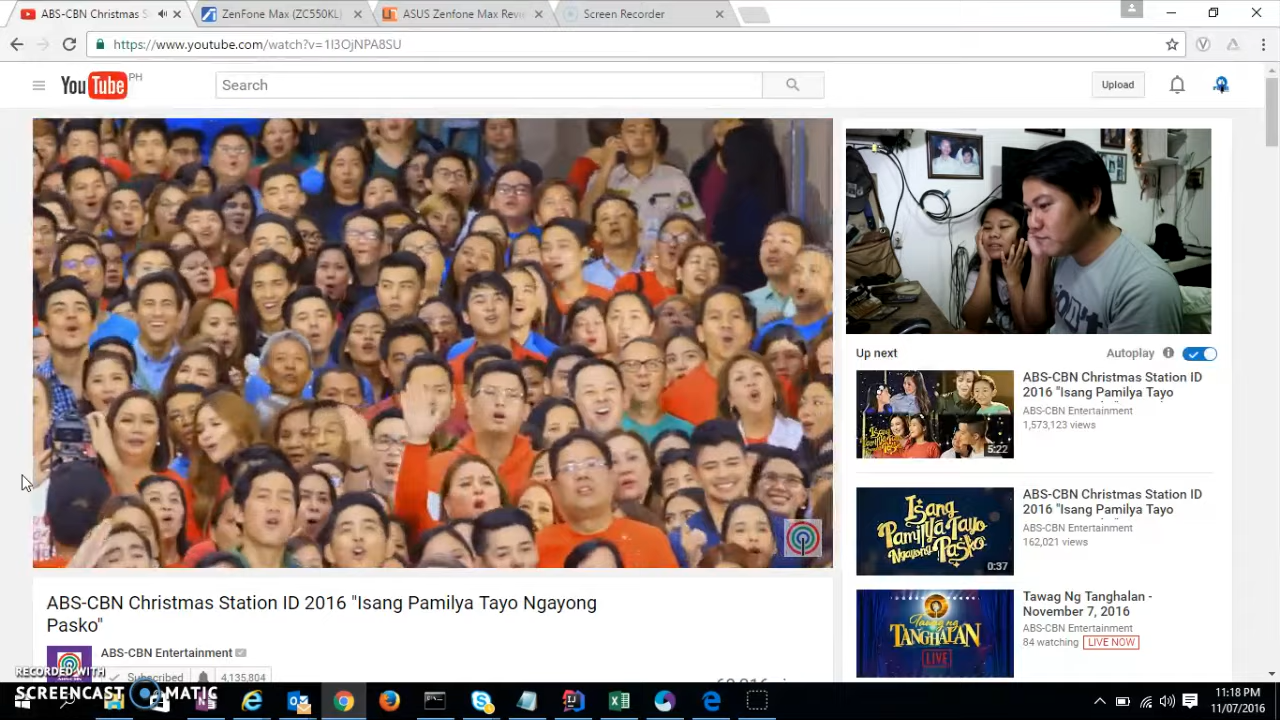 ABS-CBN Christmas S
ZenFone Max (ZC550KL)
ASUS Zenfone Max Revi
Screen Recorder
https://www.youtube.com/watch?v=1I3OjNPA8SU
YouTube PH
Search
Upload
Up next
Autoplay
ABS-CBN Christmas Station ID
2016 "Isang Pamilya Tayo
ABS-CBN Entertainment
1,573,123 views
5:22
ABS-CBN Christmas Station ID
2016 "Isang Pamilya Tayo
ABS-CBN Entertainment
162,021 views
Isang
Pamilya Tayo
Ngayong Pasko
0:37
Tawag Ng Tanghalan -
November 7, 2016
ABS-CBN Entertainment
84 watching LIVE NOW
Tawag ng
TANGHALAN
LIVE
ABS-CBN Christmas Station ID 2016 "Isang Pamilya Tayo Ngayong
Pasko"
ABS-CBN Entertainment
Subscribed
135,804
RECORDED WITH
SCREENCAST MATIC
11:18 PM
11/07/2016